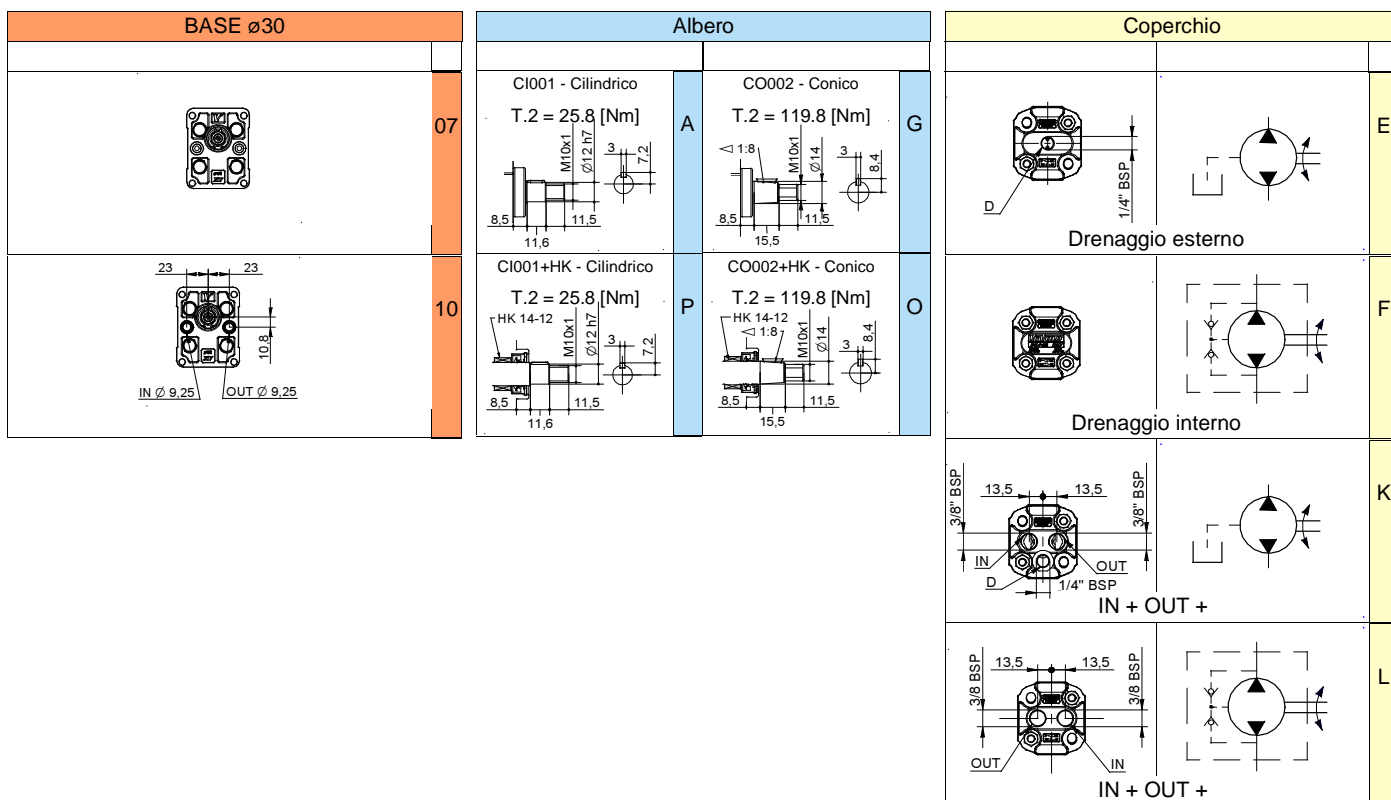 BASE ø30
07
23 23
10
10,8
IN Ø 9,25 OUT Ø 9,25
Albero
CI001 - Cilindrico
T.2 = 25.8 [Nm]
A
M10x1
Ø12 h7
3
7,2
8,5 11,5
11,6
CO002 - Conico
T.2 = 119.8 [Nm]
G
1:8
M10x1
Ø14
3
8,4
8,5 11,5
15,5
CI001+HK - Cilindrico
T.2 = 25.8 [Nm]
P
HK 14-12
M10x1
Ø12 h7
3
7,2
8,5 11,5
11,6
CO002+HK - Conico
T.2 = 119.8 [Nm]
O
HK 14-12
1:8
M10x1
Ø14
3
8,4
8,5 11,5
15,5
Coperchio
E
D
1/4" BSP
Drenaggio esterno
F
Drenaggio interno
K
3/8" BSP
13,5 13,5
3/8" BSP
IN
OUT
D
1/4" BSP
IN + OUT +
L
3/8 BSP
13,5 13,5
3/8 BSP
OUT
IN
IN + OUT +